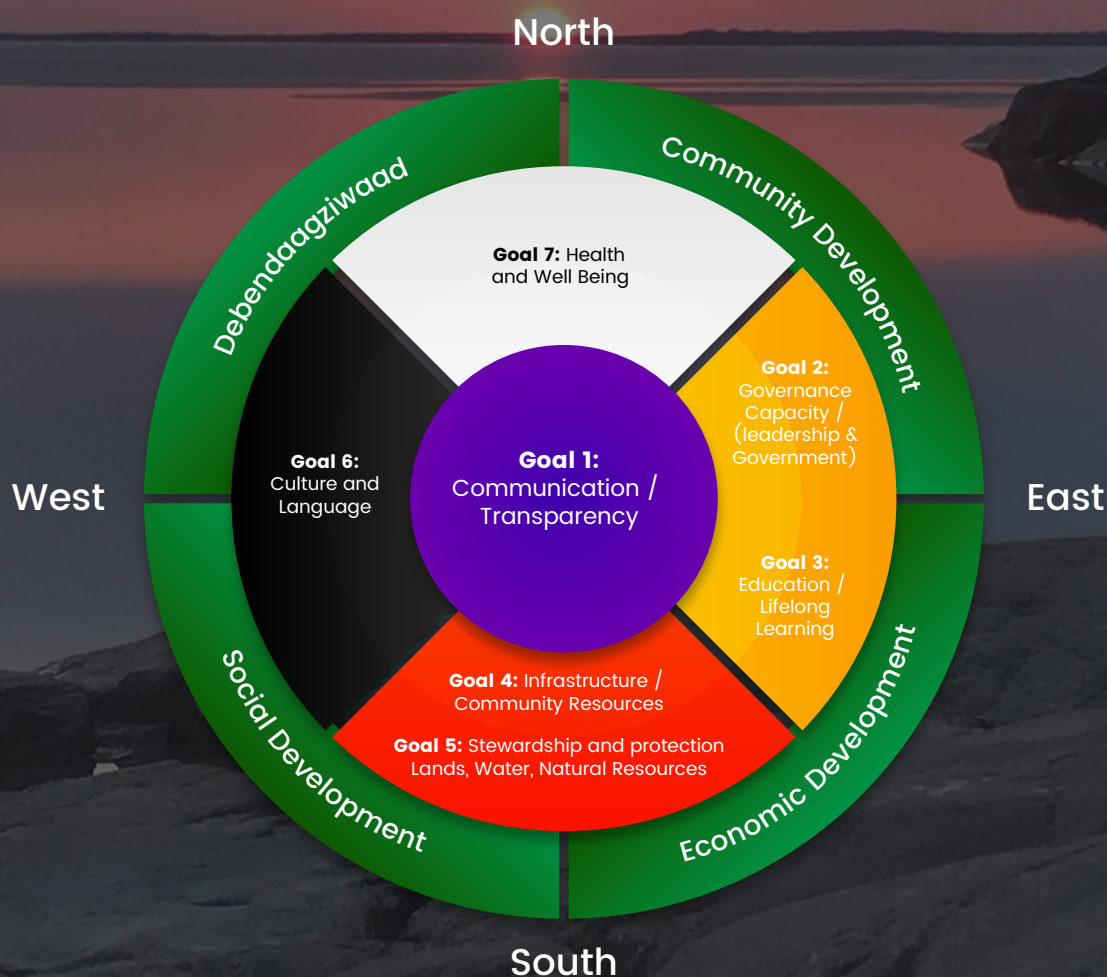 North
Debendaagziwaad
Community Development
Goal 7: Health
and Well Being
Goal 2:
Governance
Capacity /
(leadership &
Government)
Goal 6:
Culture and
Language
Goal 1:
Communication /
Transparency
West
East
Goal 3:
Education /
Lifelong
Learning
Goal 4: Infrastructure /
Community Resources
Goal 5: Stewardship and protection
Lands, Water, Natural Resources
Social Development
Economic Development
South